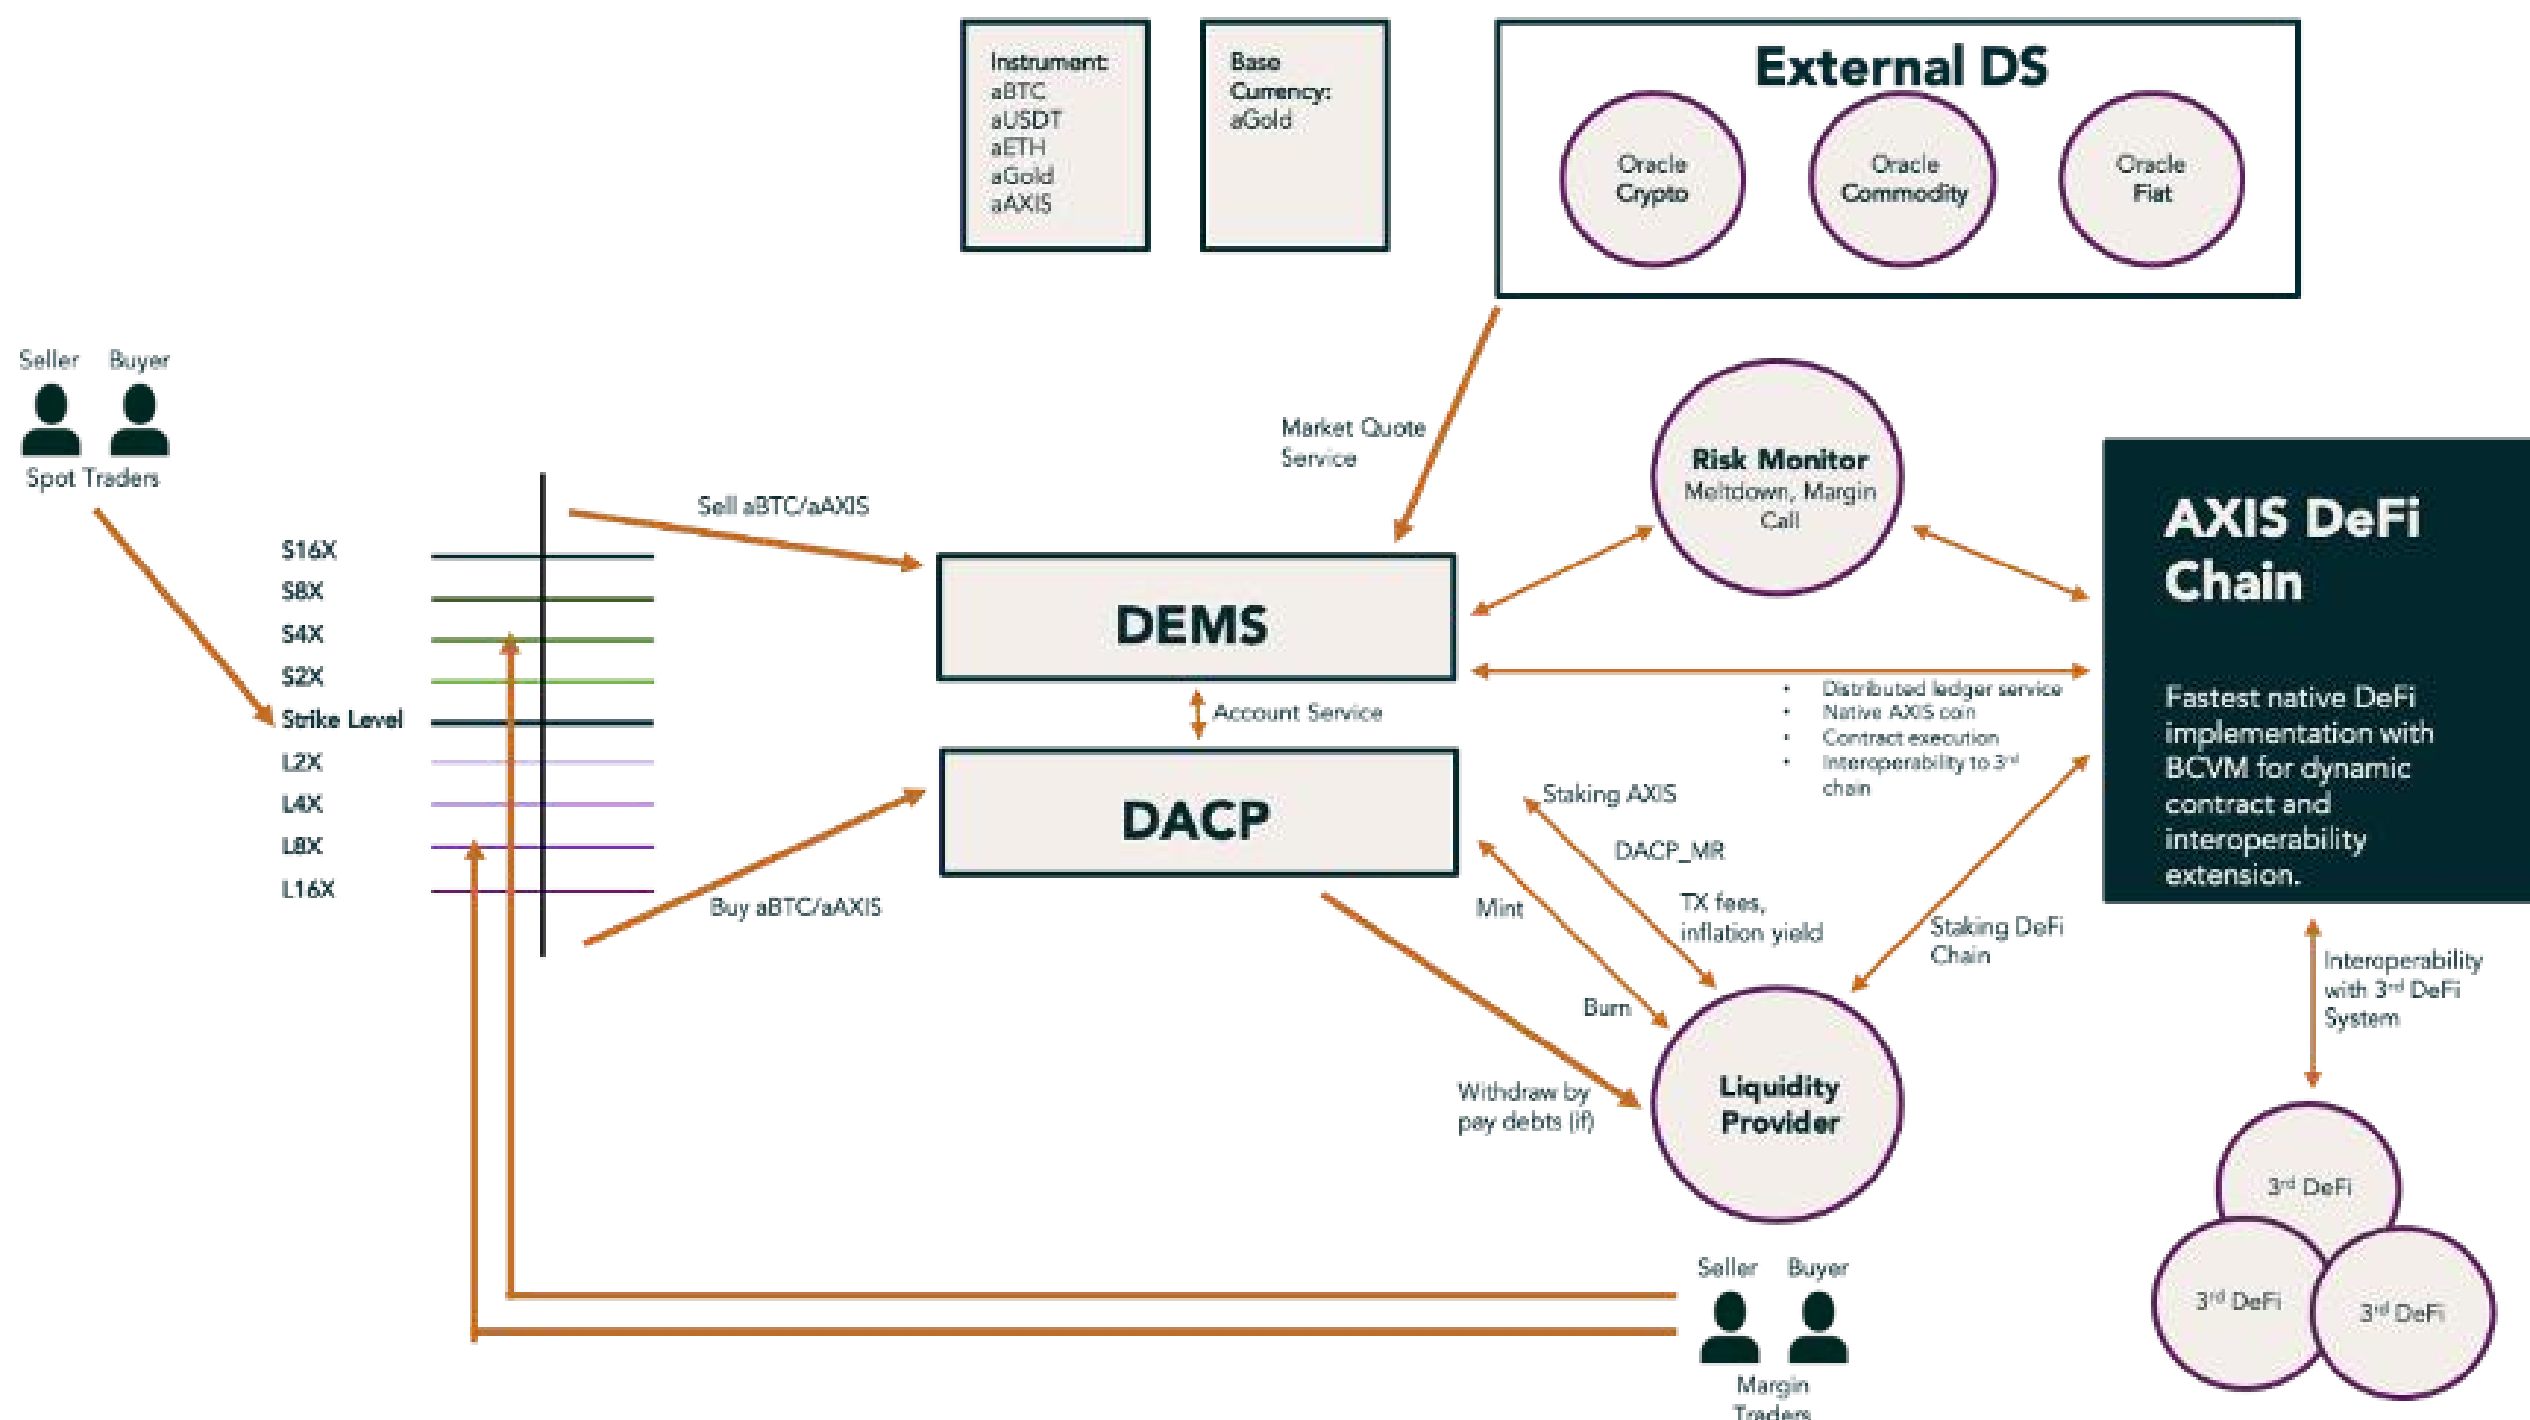 Instrument:
aBTC
aUSDT
aETH
aGold
aAXIS
Base
Currency:
aGold
External DS
Oracle
Crypto
Oracle
Commodity
Oracle
Fiat
Seller
Buyer
Spot Traders
Market Quote
Service
Risk Monitor
Meltdown, Margin
Call
AXIS DeFi
Chain
Fastest native DeFi
implementation with
BCVM for dynamic
contract and
interoperability
extension.
Sell aBTC/aAXIS
S16X
S8X
S4X
S2X
Strike Level
L2X
L4X
L8X
L16X
Buy aBTC/aAXIS
DEMS
Account Service
DACP
• Distributed ledger service
• Native AXIS coin
• Contract execution
• Interoperability to 3rd
chain
Staking AXIS
DACP_MR
TX fees,
inflation yield
Mint
Burn
Staking DeFi
Chain
Withdraw by
pay debts (if)
Liquidity
Provider
Interoperability
with 3rd DeFi
System
3rd DeFi
3rd DeFi
3rd DeFi
Seller
Buyer
Margin
Traders